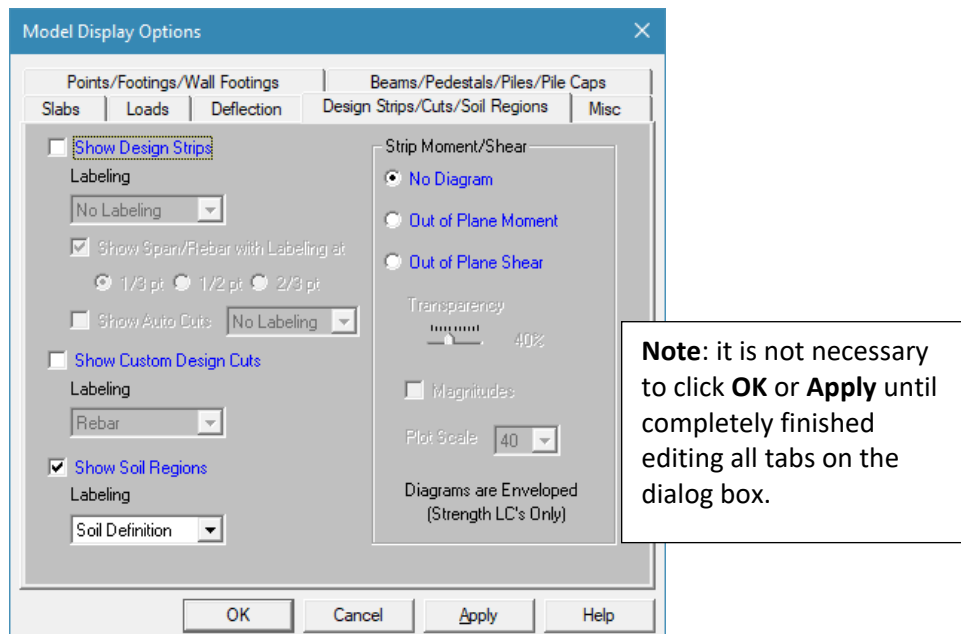 Model Display Options
Points/Footings/Wall Footings
Beams/Pedestals/Piles/Pile Caps
Slabs
Loads
Deflection
Design Strips/Cuts/Soil Regions
Misc
Show Design Strips
Labeling
No Labeling
Show Span/Rebar with Labeling at
1/3 pt 1/2 pt 2/3 pt
Show Auto Cuts No Labeling
Show Custom Design Cuts
Labeling
Rebar
Show Soil Regions
Labeling
Soil Definition
Strip Moment/Shear
No Diagram
Out of Plane Moment
Out of Plane Shear
Transparency
40%
Magnitudes
Plot Scale 40
Diagrams are Enveloped
(Strength LC's Only)
OK
Cancel
Apply
Help
Note: it is not necessary
to click OK or Apply until
completely finished
editing all tabs on the
dialog box.